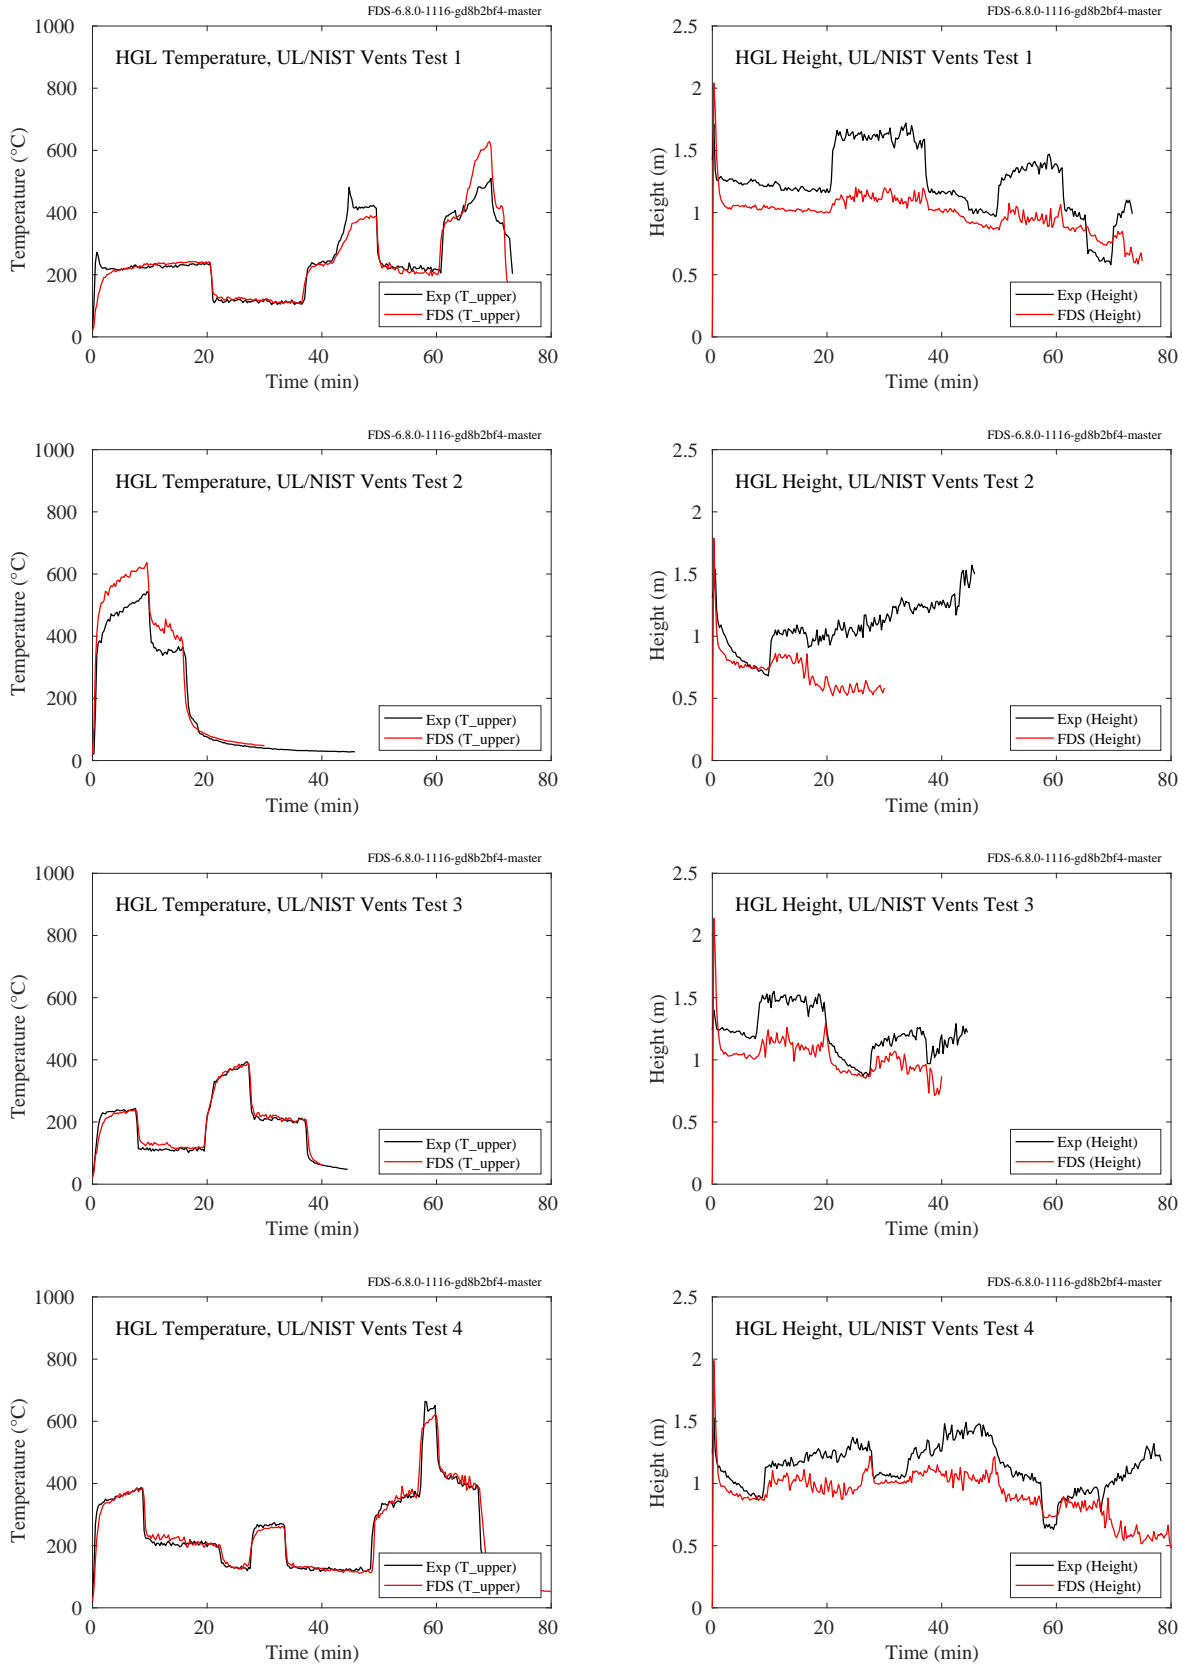 FDS-6.8.0-1116-gd8b2bf4-master
HGL Temperature, UL/NIST Vents Test 1
Temperature (°C)
1000
800
600
400
200
0
0 20 40 60 80
Time (min)
Exp (T_upper)
FDS (T_upper)
FDS-6.8.0-1116-gd8b2bf4-master
HGL Height, UL/NIST Vents Test 1
Height (m)
2.5
2
1.5
1
0.5
0
0 20 40 60 80
Time (min)
Exp (Height)
FDS (Height)
FDS-6.8.0-1116-gd8b2bf4-master
HGL Temperature, UL/NIST Vents Test 2
Temperature (°C)
1000
800
600
400
200
0
0 20 40 60 80
Time (min)
Exp (T_upper)
FDS (T_upper)
FDS-6.8.0-1116-gd8b2bf4-master
HGL Height, UL/NIST Vents Test 2
Height (m)
2.5
2
1.5
1
0.5
0
0 20 40 60 80
Time (min)
Exp (Height)
FDS (Height)
FDS-6.8.0-1116-gd8b2bf4-master
HGL Temperature, UL/NIST Vents Test 3
Temperature (°C)
1000
800
600
400
200
0
0 20 40 60 80
Time (min)
Exp (T_upper)
FDS (T_upper)
FDS-6.8.0-1116-gd8b2bf4-master
HGL Height, UL/NIST Vents Test 3
Height (m)
2.5
2
1.5
1
0.5
0
0 20 40 60 80
Time (min)
Exp (Height)
FDS (Height)
FDS-6.8.0-1116-gd8b2bf4-master
HGL Temperature, UL/NIST Vents Test 4
Temperature (°C)
1000
800
600
400
200
0
0 20 40 60 80
Time (min)
Exp (T_upper)
FDS (T_upper)
FDS-6.8.0-1116-gd8b2bf4-master
HGL Height, UL/NIST Vents Test 4
Height (m)
2.5
2
1.5
1
0.5
0
0 20 40 60 80
Time (min)
Exp (Height)
FDS (Height)